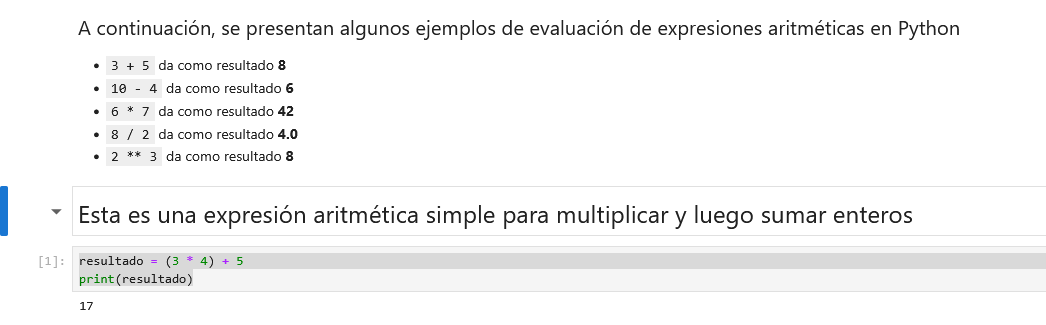 A continuación, se presentan algunos ejemplos de evaluación de expresiones aritméticas en Python
• 3 + 5 da como resultado 8
• 10 - 4 da como resultado 6
• 6 * 7 da como resultado 42
• 8 / 2 da como resultado 4.0
• 2 ** 3 da como resultado 8
Esta es una expresión aritmética simple para multiplicar y luego sumar enteros
[1]: resultado = (3 * 4) + 5
print(resultado)
17